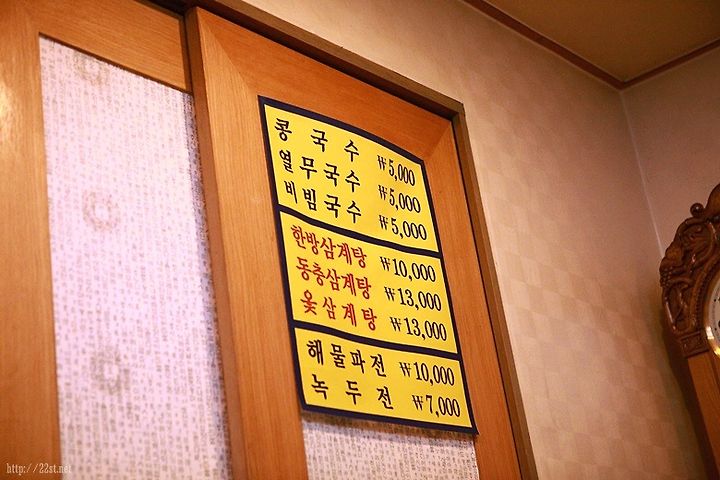 콩국수 ₩5,000
열무국수 ₩5,000
비빔국수 ₩5,000
한방삼계탕 ₩10,000
동충삼계탕 ₩13,000
옻삼계탕 ₩13,000
해물파전 ₩10,000
녹두전 ₩7,000
http://22st.net